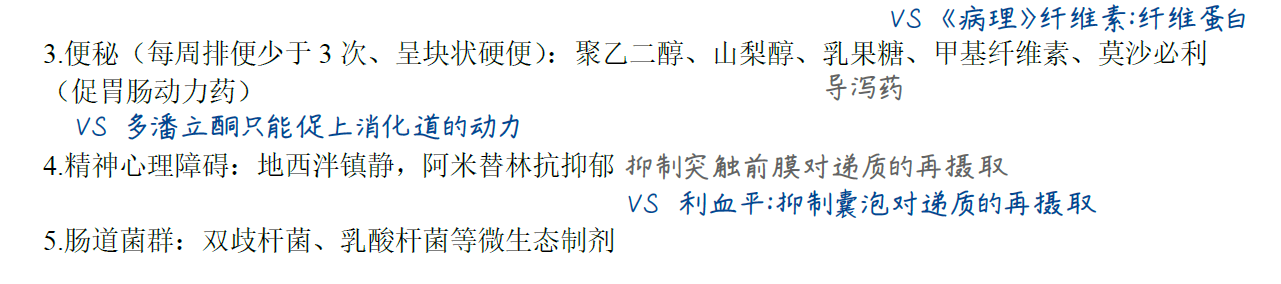 VS 《病理》纤维素:纤维蛋白
3.便秘（每周排便少于 3 次、呈块状硬便）：聚乙二醇、山梨醇、乳果糖、甲基纤维素、莫沙必利
（促胃肠动力药）
导泻药
VS 多潘立酮只能促上消化道的动力
4.精神心理障碍：地西泮镇静，阿米替林抗抑郁 抑制突触前膜对递质的再摄取
VS 利血平:抑制囊泡对递质的再摄取
5.肠道菌群：双歧杆菌、乳酸杆菌等微生态制剂